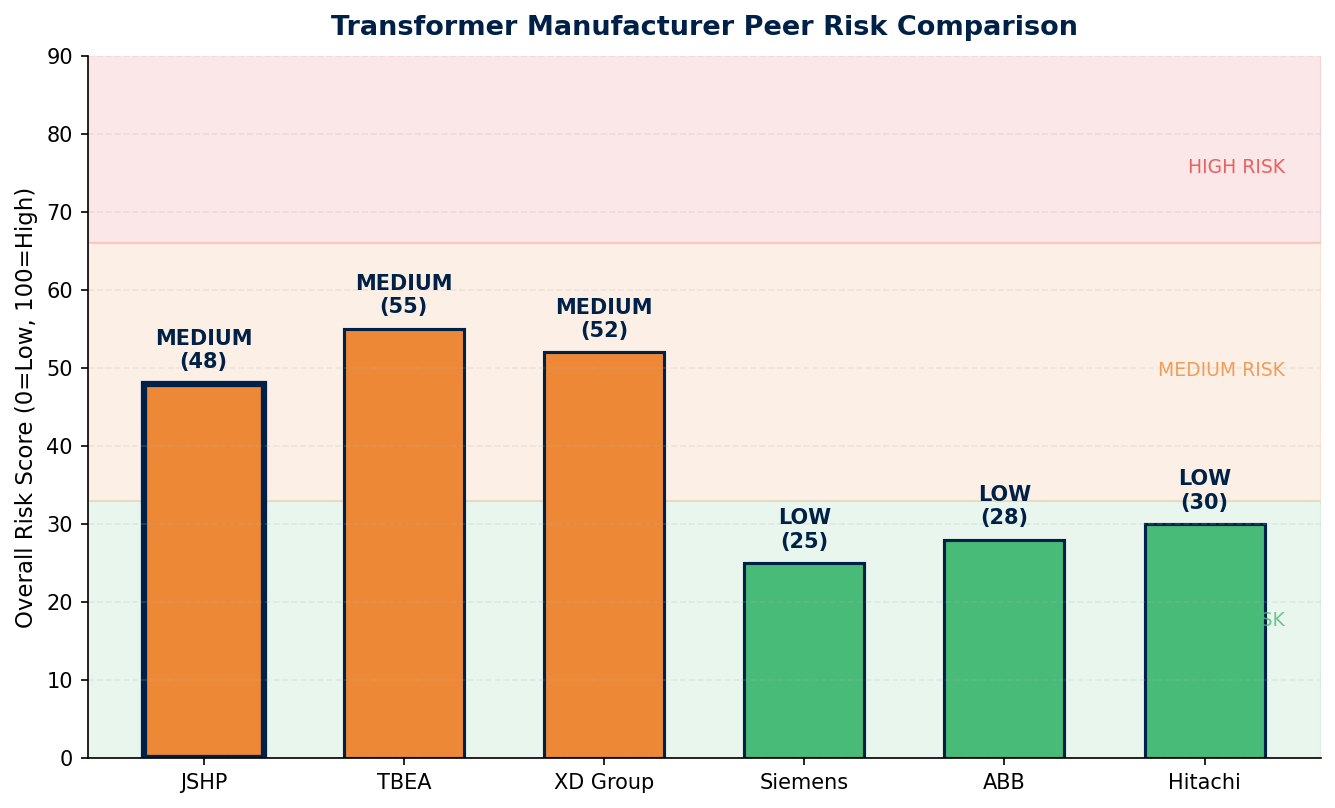 Transformer Manufacturer Peer Risk Comparison
Overall Risk Score (0=Low, 100=High)
90
80
70
60
50
40
30
20
10
0
HIGH RISK
MEDIUM RISK
SK
MEDIUM
(48)
MEDIUM
(55)
MEDIUM
(52)
LOW
(25)
LOW
(28)
LOW
(30)
JSHP
TBEA
XD Group
Siemens
ABB
Hitachi